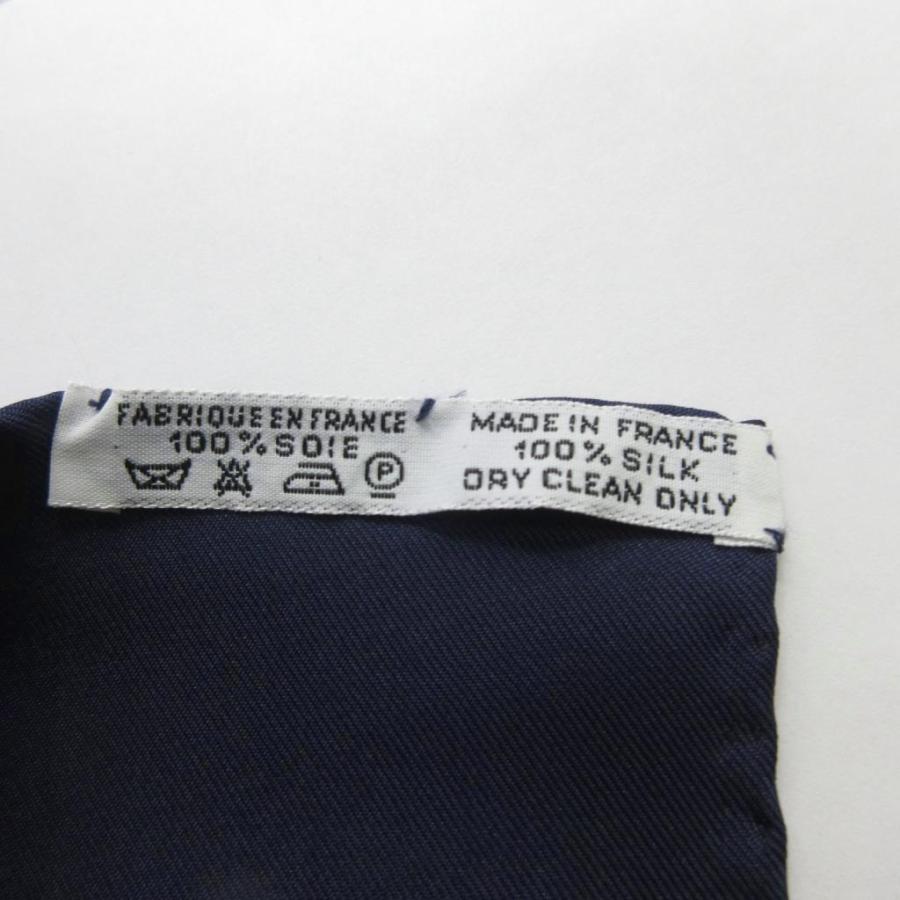 FABRIQUE EN FRANCE
100 % SOIE
P
MADE IN FRANCE
100 % SILK
DRY CLEAN ONLY